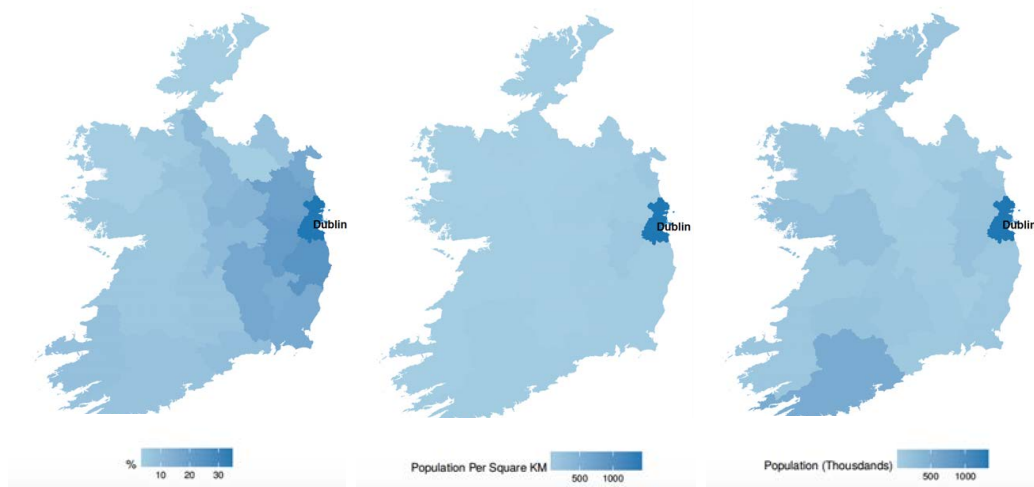 Dublin
Dublin
Dublin
%
10 20 30
Population Per Square KM
500 1000
Population (Thousdands)
500 1000